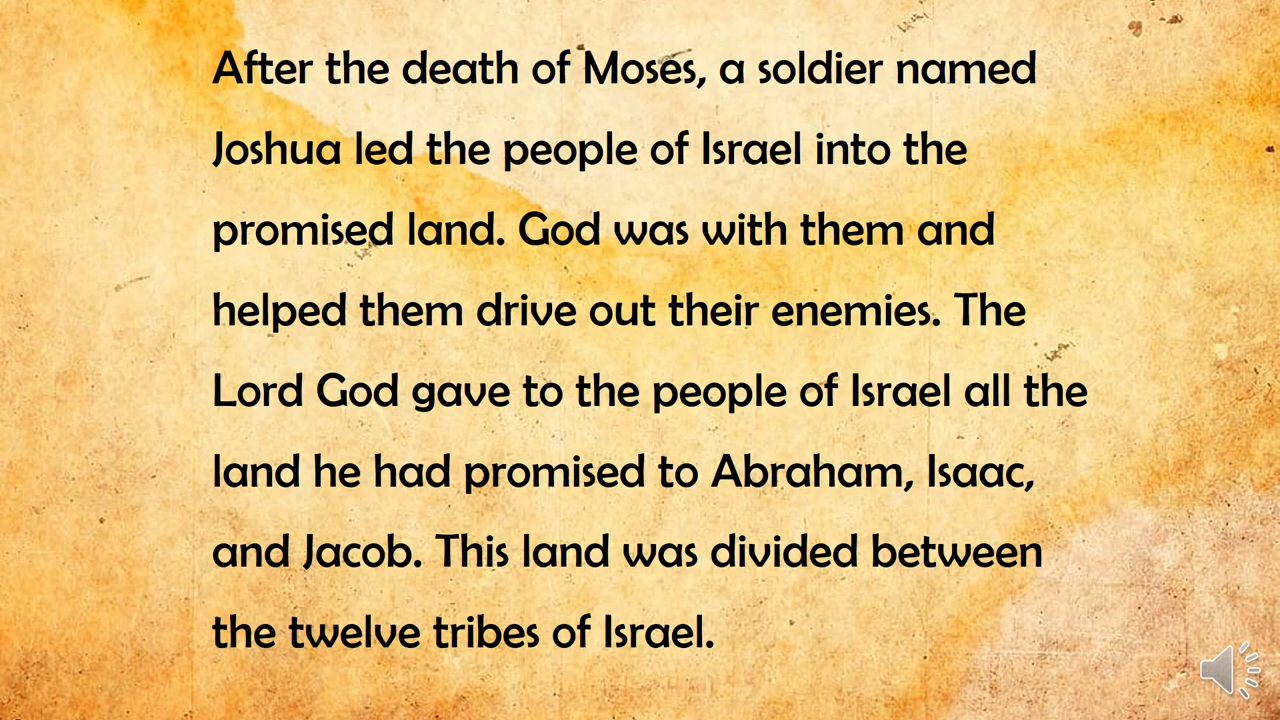 After the death of Moses, a soldier named
Joshua led the people of Israel into the
promised land. God was with them and
helped them drive out their enemies. The
Lord God gave to the people of Israel all the
land he had promised to Abraham, Isaac,
and Jacob. This land was divided between
the twelve tribes of Israel.